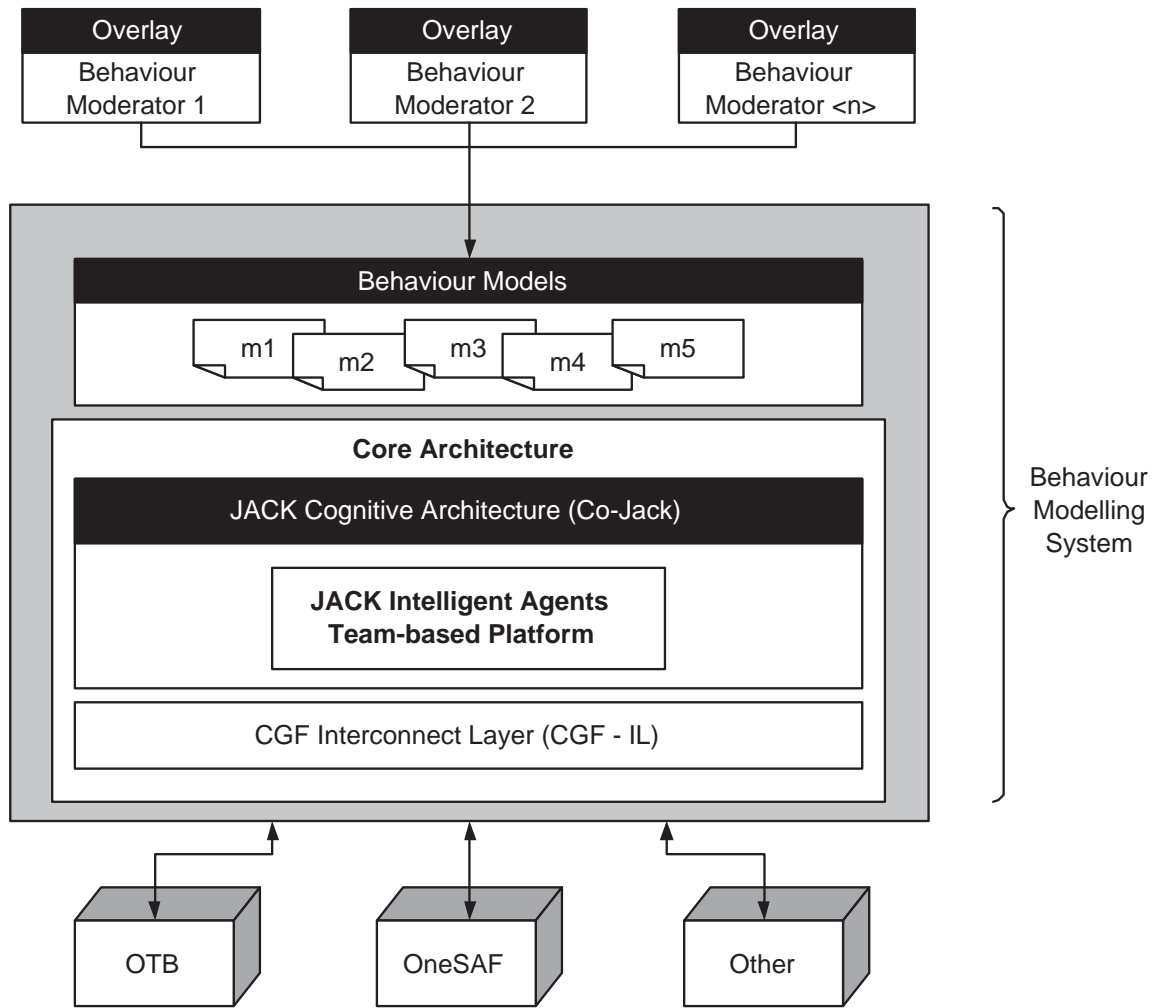 Overlay
Behaviour
Moderator 1
Overlay
Behaviour
Moderator 2
Overlay
Behaviour
Moderator <n>
Behaviour Models
m1
m2
m3
m4
m5
Core Architecture
JACK Cognitive Architecture (Co-Jack)
JACK Intelligent Agents
Team-based Platform
CGF Interconnect Layer (CGF - IL)
Behaviour
Modelling
System
OTB
OneSAF
Other